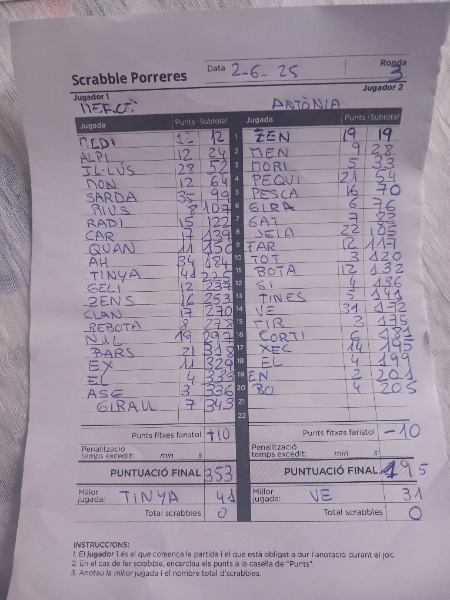 Scrabble Porreres Data 2-6-25 Ronda 3
Jugador 1 Jugador 2
MERCÈ ANTÒNIA
Jugada Punts Subtotal Jugada Punts Subtotal
MEDI 12 12 1 ZEN 19 19
ALPI 12 24 2 MEN 9 28
IL·LÚS 28 52 3 MORI 5 33
MON 12 64 4 PEQUI 21 54
SARDA 35 99 5 PESCA 16 70
PIUS 8 107 6 GIRA 6 76
RADI 15 122 7 GAT 7 83
CAR 17 139 8 SEIA 22 105
QUAN 11 150 9 FAR 12 117
AH 34 184 10 TOT 3 120
TINYA 41 225 11 BOTA 12 132
GELI 12 237 12 SI 4 136
ZENS 16 253 13 TINES 5 141
CLAN 17 270 14 VE 31 172
REBOTA 8 278 15 TIR 3 175
NUL 19 297 16 CORTI 6 181
BARS 21 318 17 XEC 195
EX 11 329 18 EL 4 199
EL 4 333 19 EN 2 201
ASE 3 336 20 BO 4 205
GIRAU 7 343 21
22
Punts fitxes faristol +10 Punts fitxes faristol -10
Penalització temps excedit: min s Penalització temps excedit: min s
PUNTUACIÓ FINAL 353 PUNTUACIÓ FINAL 195
Millor jugada: TINYA 41 Millor jugada: VE 31
Total scrabbles 0 Total scrabbles 0
INSTRUCCIONS:
1. El jugador 1 és el que comença la partida i el que està obligat a dur l'anotació durant el joc.
2. En el cas de fer scrabble, encerclau els punts a la casella de "Punts".
3. Anotau la millor jugada i el nombre total d'scrabbles.